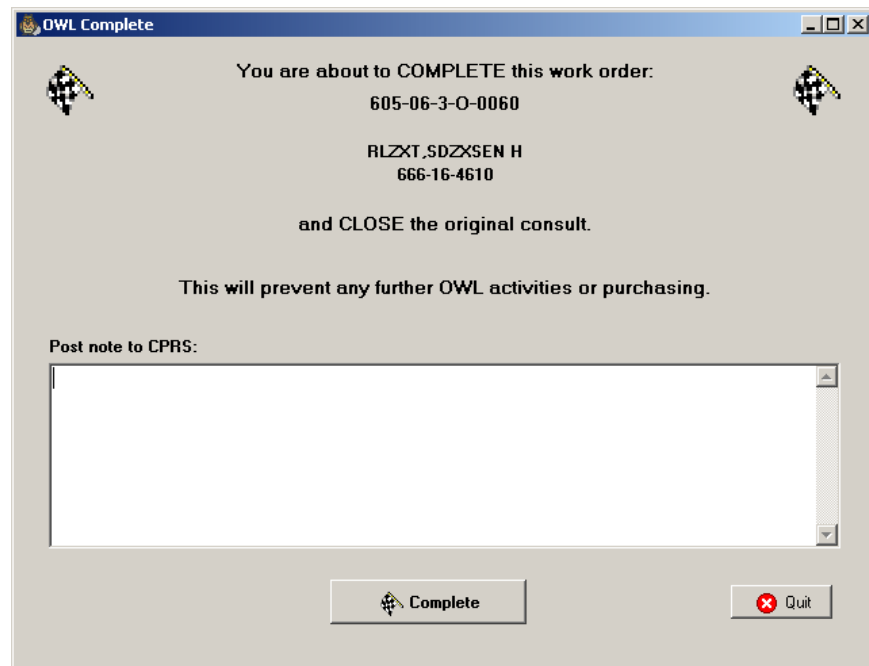 OWL Complete
You are about to COMPLETE this work order:
605-06-3-O-0060
RLZXT,SDZXSEN H
666-16-4610
and CLOSE the original consult.
This will prevent any further OWL activities or purchasing.
Post note to CPRS:
Complete
Quit